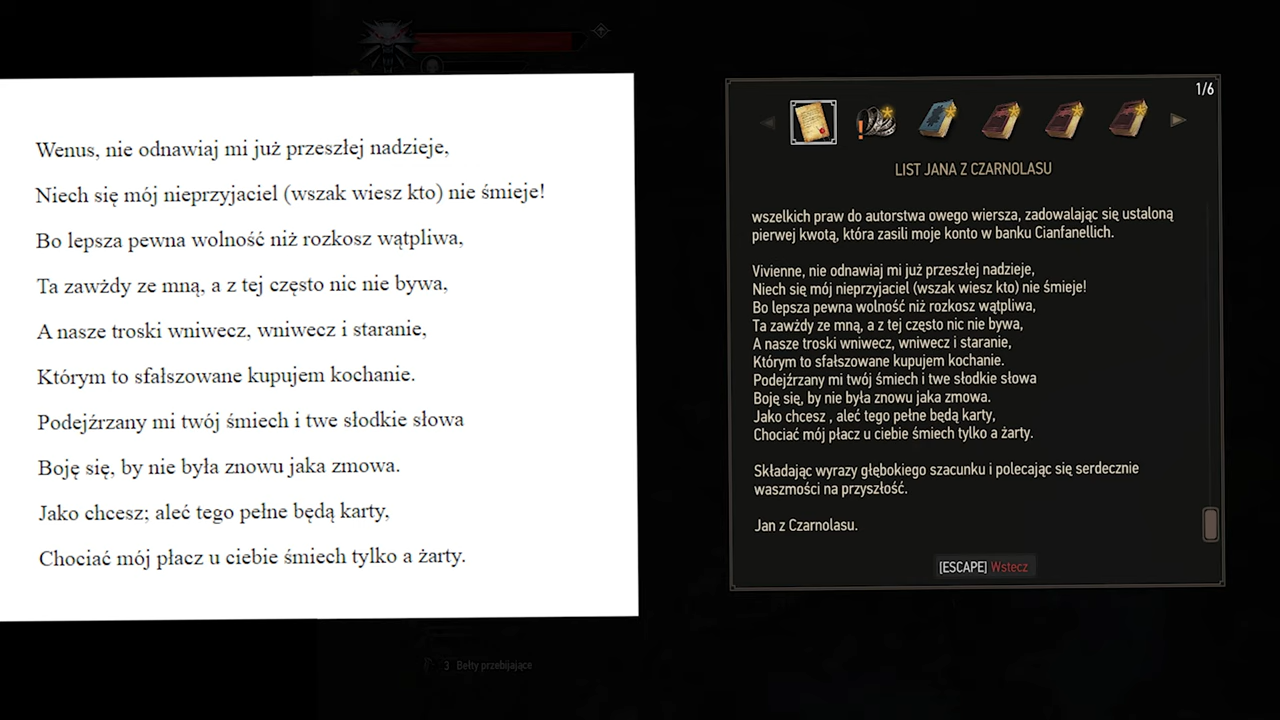 Wenus, nie odnawiaj mi już przeszłej nadzieje,
Niech się mój nieprzyjaciel (wszak wiesz kto) nie śmieje!
Bo lepsza pewna wolność niż rozkosz wątpliwa,
Ta zawżdy ze mną, a z tej często nic nie bywa,
A nasze troski wniwecz, wniwecz i staranie,
Którym to sfałszowane kupujem kochanie.
Podejźrzany mi twój śmiech i twe słodkie słowa
Boję się, by nie była znowu jaka zmowa.
Jako chcesz; aleć tego pełne będą karty,
Chociać mój płacz u ciebie śmiech tylko a żarty.
1/6
LIST JANA Z CZARNOLASU
wszelkich praw do autorstwa owego wiersza, zadowalając się ustaloną
pierwej kwotą, która zasili moje konto w banku Cianfanellich.
Vivienne, nie odnawiaj mi już przeszłej nadzieje,
Niech się mój nieprzyjaciel (wszak wiesz kto) nie śmieje!
Bo lepsza pewna wolność niż rozkosz wątpliwa,
Ta zawżdy ze mną, a z tej często nic nie bywa,
A nasze troski wniwecz, wniwecz i staranie,
Którym to sfałszowane kupujem kochanie.
Podejźrzany mi twój śmiech i twe słodkie słowa
Boję się, by nie była znowu jaka zmowa.
Jako chcesz , aleć tego pełne będą karty,
Chociać mój płacz u ciebie śmiech tylko a żarty.
Składając wyrazy głębokiego szacunku i polecając się serdecznie
waszmości na przyszłość.
Jan z Czarnolasu.
[ESCAPE] Wstecz
3 Bełty przebijające